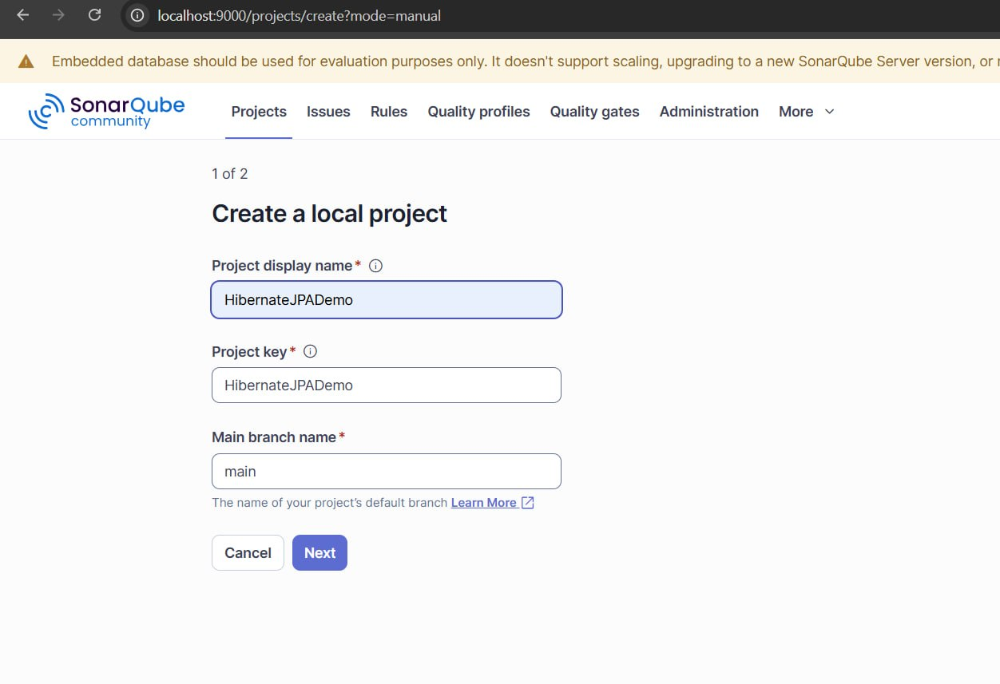 localhost:9000/projects/create?mode=manual
Embedded database should be used for evaluation purposes only. It doesn't support scaling, upgrading to a new SonarQube Server version, or
SonarQube
community
Projects Issues Rules Quality profiles Quality gates Administration More
1 of 2
Create a local project
Project display name*
HibernateJPADemo
Project key*
HibernateJPADemo
Main branch name*
main
The name of your project’s default branch Learn More
Cancel Next